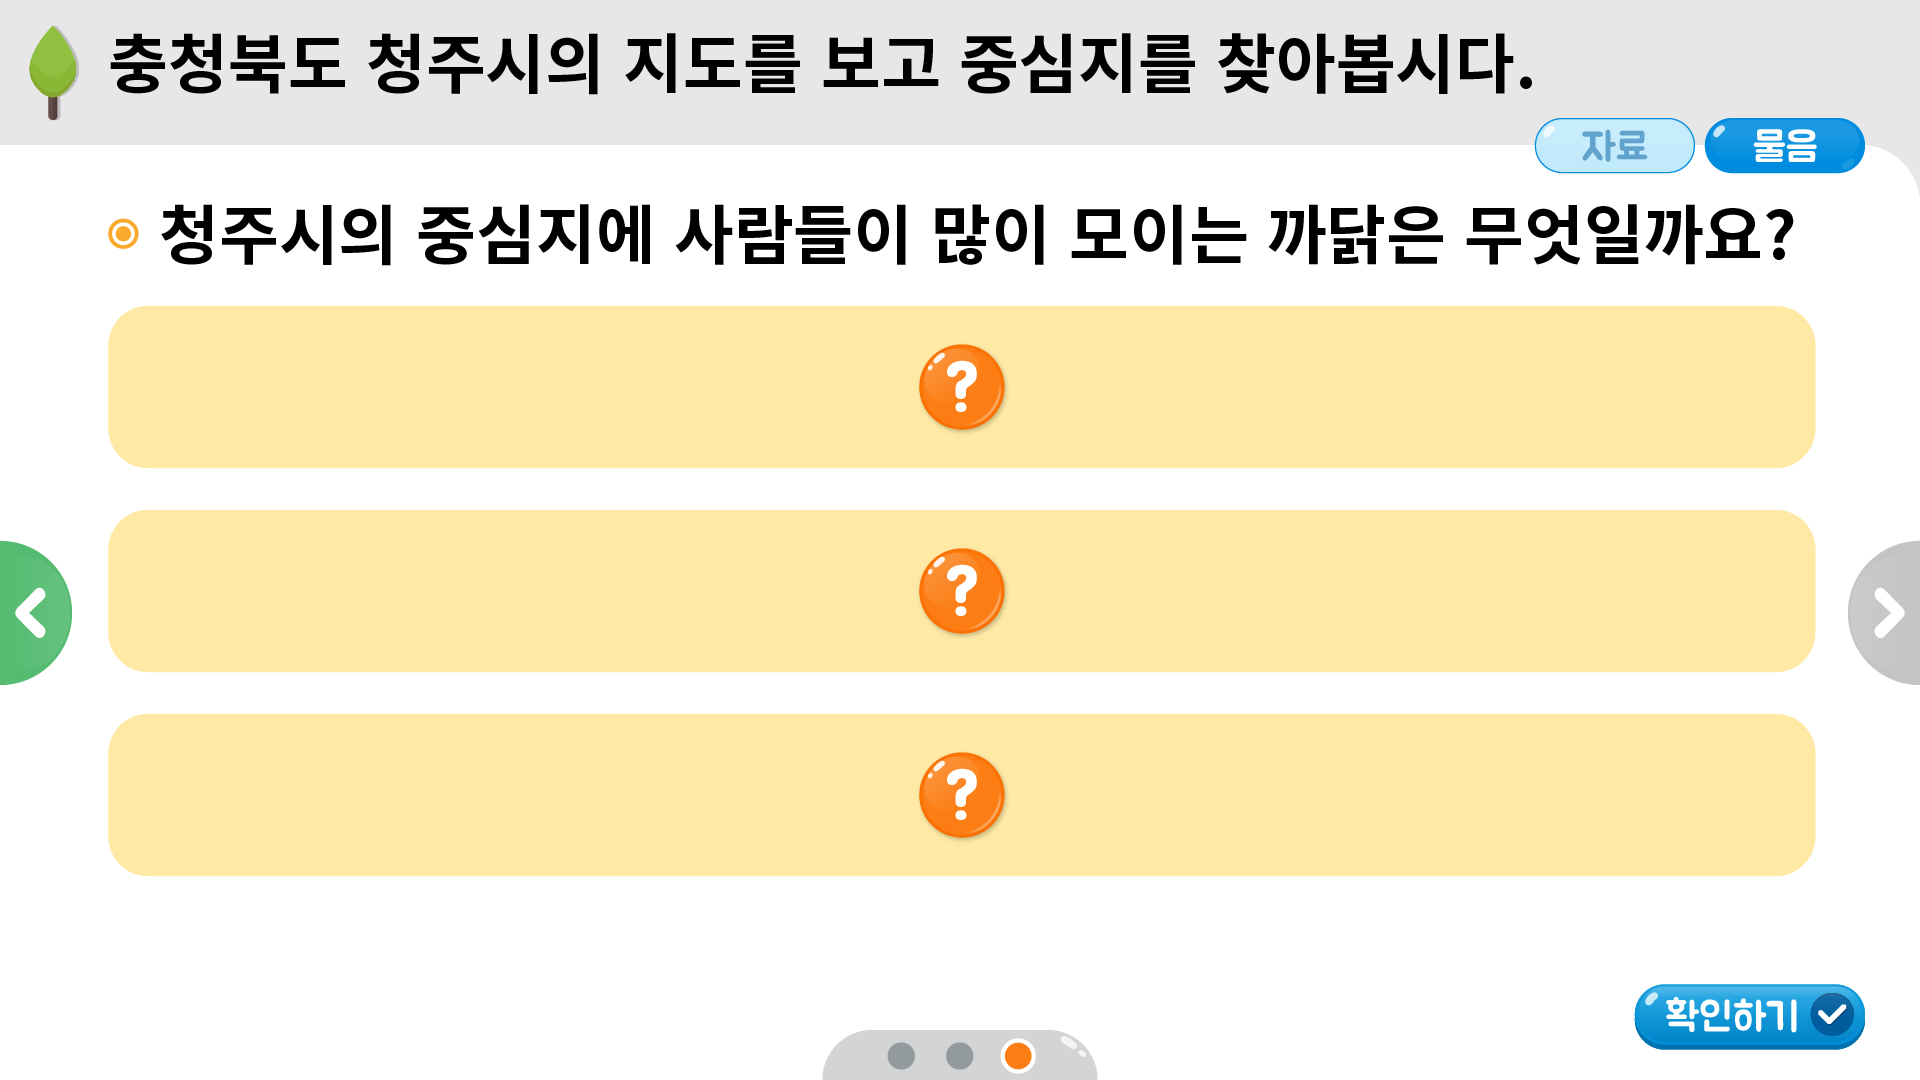 충청북도 청주시의 지도를 보고 중심지를 찾아봅시다.
자료
물음
청주시의 중심지에 사람들이 많이 모이는 까닭은 무엇일까요?
?
?
?
확인하기